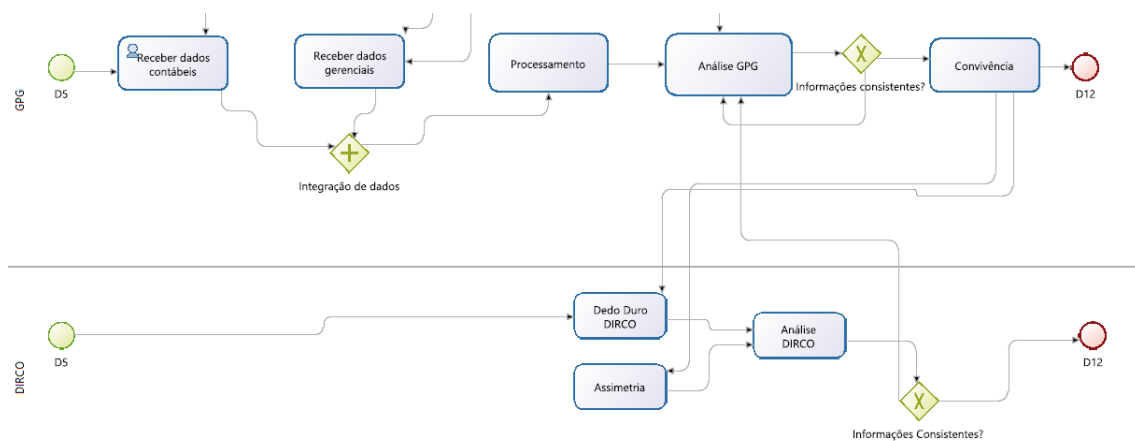 GPG
D5
Receber dados
contábeis
Receber dados
gerenciais
Integração de dados
Processamento
Análise GPG
Informações consistentes?
Convivência
D12
DIRCO
D5
Dedo Duro
DIRCO
Assimetria
Análise
DIRCO
Informações Consistentes?
D12